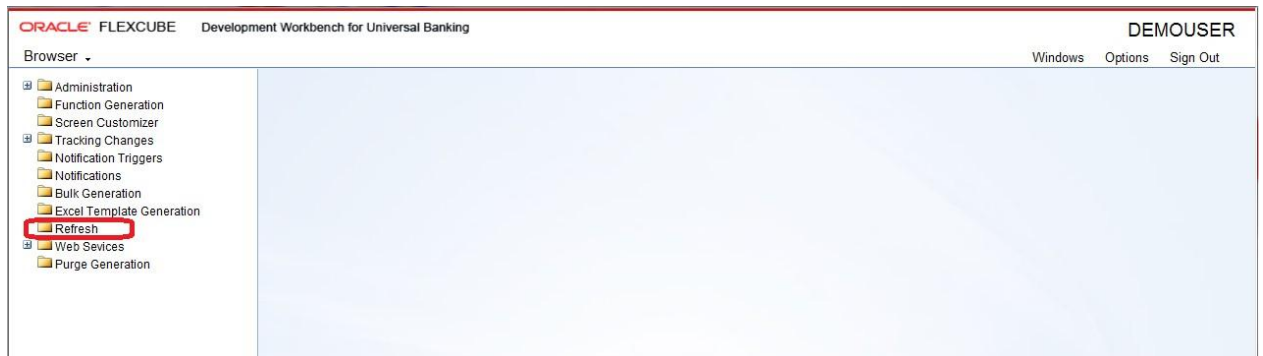 ORACLE FLEXCUBE Development Workbench for Universal Banking DEMOUSER
Browser Windows Options Sign Out
Administration
Function Generation
Screen Customizer
Tracking Changes
Notification Triggers
Notifications
Bulk Generation
Excel Template Generation
Refresh
Web Sevices
Purge Generation